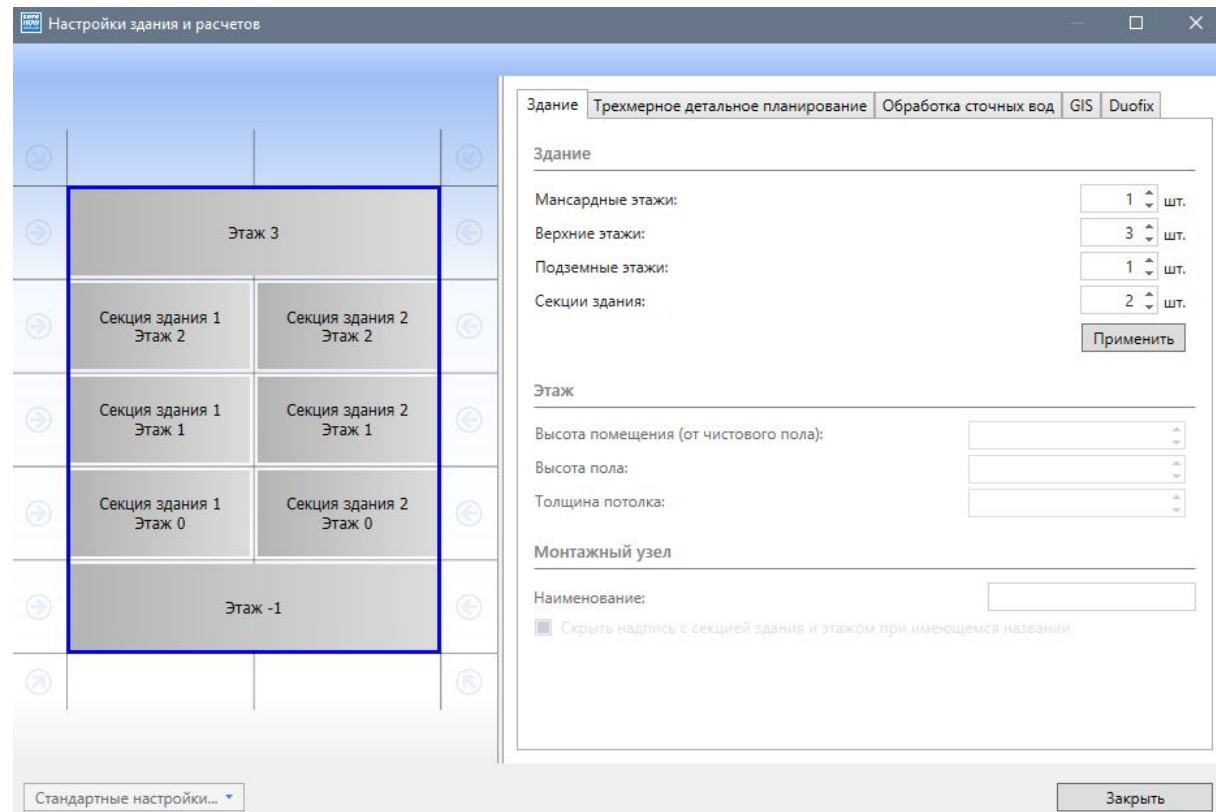 Настройки здания и расчетов
Этаж 3
Секция здания 1
Этаж 2
Секция здания 2
Этаж 2
Секция здания 1
Этаж 1
Секция здания 2
Этаж 1
Секция здания 1
Этаж 0
Секция здания 2
Этаж 0
Этаж -1
Здание Трехмерное детальное планирование Обработка сточных вод GIS Duofix
Здание
Мансардные этажи: 1 шт.
Верхние этажи: 3 шт.
Подземные этажи: 1 шт.
Секции здания: 2 шт.
Применить
Этаж
Высота помещения (от чистового пола):
Высота пола:
Толщина потолка:
Монтажный узел
Наименование:
Скрыть надпись с секцией здания и этажом при имеющемся названии
Стандартные настройки...
Закрыть